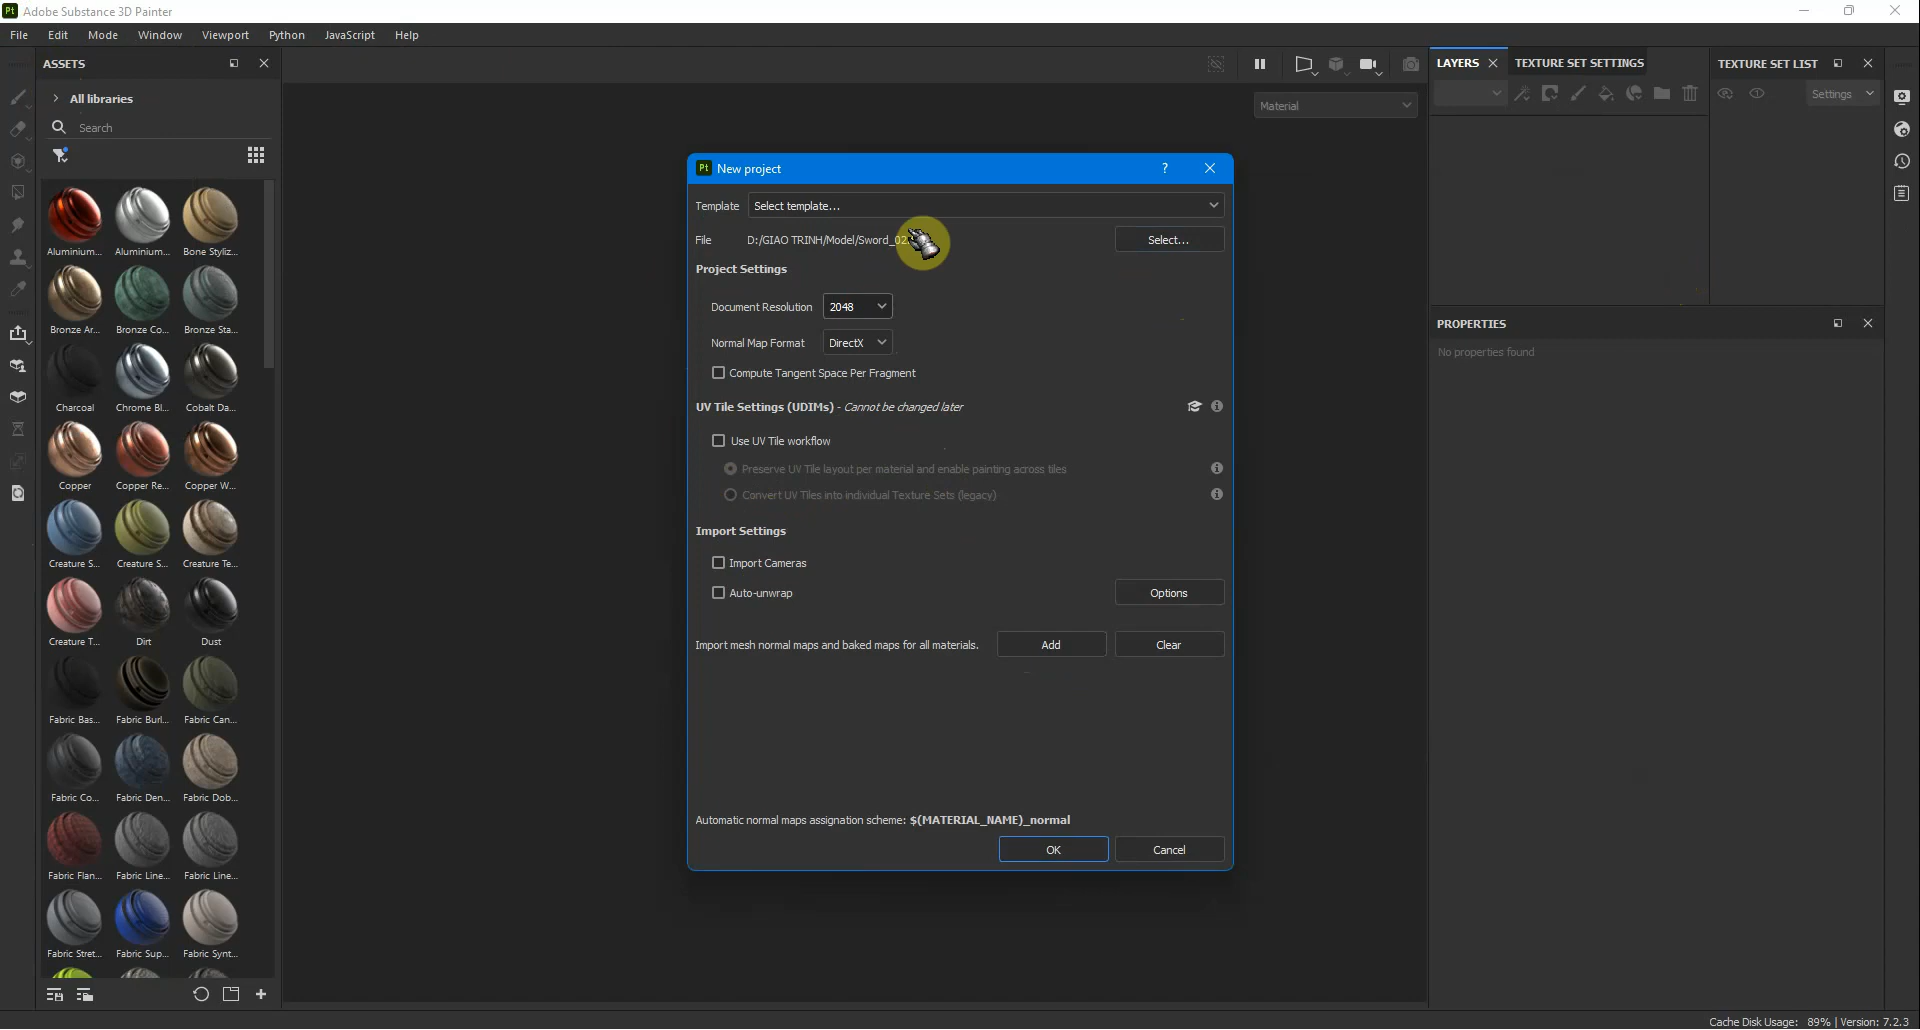 Adobe Substance 3D Painter
File Edit Mode Window Viewport Python JavaScript Help
ASSETS
All libraries
Search
Aluminium... Aluminium... Bone Styliz...
Bronze Ar... Bronze Co... Bronze Sta...
Charcoal Chrome Bl... Cobalt Da...
Copper Copper Re... Copper W...
Creature S... Creature S... Creature Te...
Creature T... Dirt Dust
Fabric Bas... Fabric Burl... Fabric Can...
Fabric Co... Fabric Den... Fabric Dob...
Fabric Flan... Fabric Line... Fabric Line...
Fabric Stret... Fabric Sup... Fabric Synt...
Material
Pt New project
Template Select template...
File D:/GIAO TRINH/Model/Sword_02 Select...
Project Settings
Document Resolution 2048
Normal Map Format DirectX
Compute Tangent Space Per Fragment
UV Tile Settings (UDIMs) - Cannot be changed later
Use UV Tile workflow
Preserve UV Tile layout per material and enable painting across tiles
Convert UV Tiles into individual Texture Sets (legacy)
Import Settings
Import Cameras
Auto-unwrap Options
Import mesh normal maps and baked maps for all materials. Add Clear
Automatic normal maps assignation scheme: $(MATERIAL_NAME)_normal
OK Cancel
LAYERS TEXTURE SET SETTINGS
TEXTURE SET LIST
Settings
PROPERTIES
No properties found
Cache Disk Usage: 89% | Version: 7.2.3